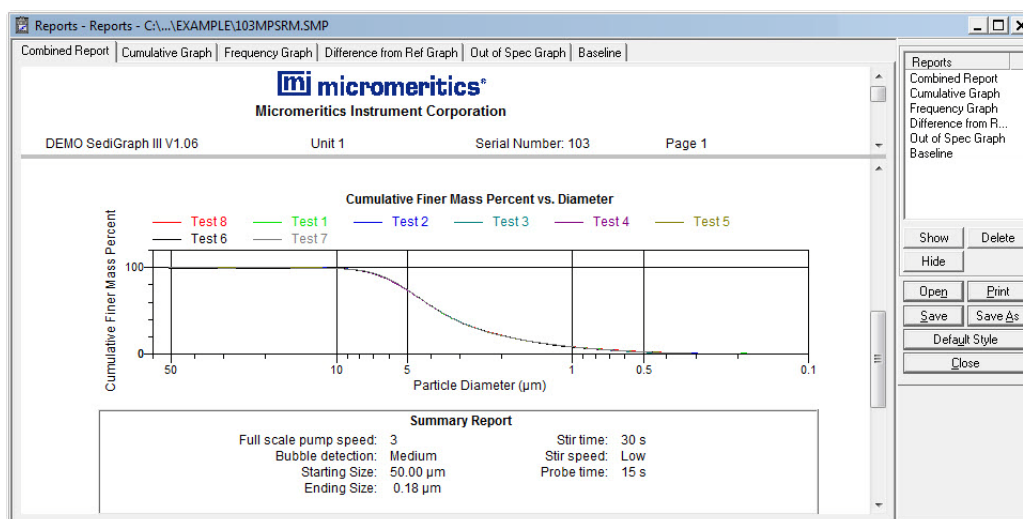 Reports - Reports - C:\...\EXAMPLE\103MPSRM.SMP
Combined Report Cumulative Graph Frequency Graph Difference from Ref Graph Out of Spec Graph Baseline
mi micromeritics®
Micromeritics Instrument Corporation
DEMO SediGraph III V1.06 Unit 1 Serial Number: 103 Page 1
Cumulative Finer Mass Percent vs. Diameter
Test 8 Test 1 Test 2 Test 3 Test 4 Test 5
Test 6 Test 7
Cumulative Finer Mass Percent
100
0
50 10 5 1 0.5 0.1
Particle Diameter (µm)
Summary Report
Full scale pump speed: 3 Stir time: 30 s
Bubble detection: Medium Stir speed: Low
Starting Size: 50.00 µm Probe time: 15 s
Ending Size: 0.18 µm
Reports
Combined Report
Cumulative Graph
Frequency Graph
Difference from R...
Out of Spec Graph
Baseline
Show Delete
Hide
Open Print
Save Save As
Default Style
Close